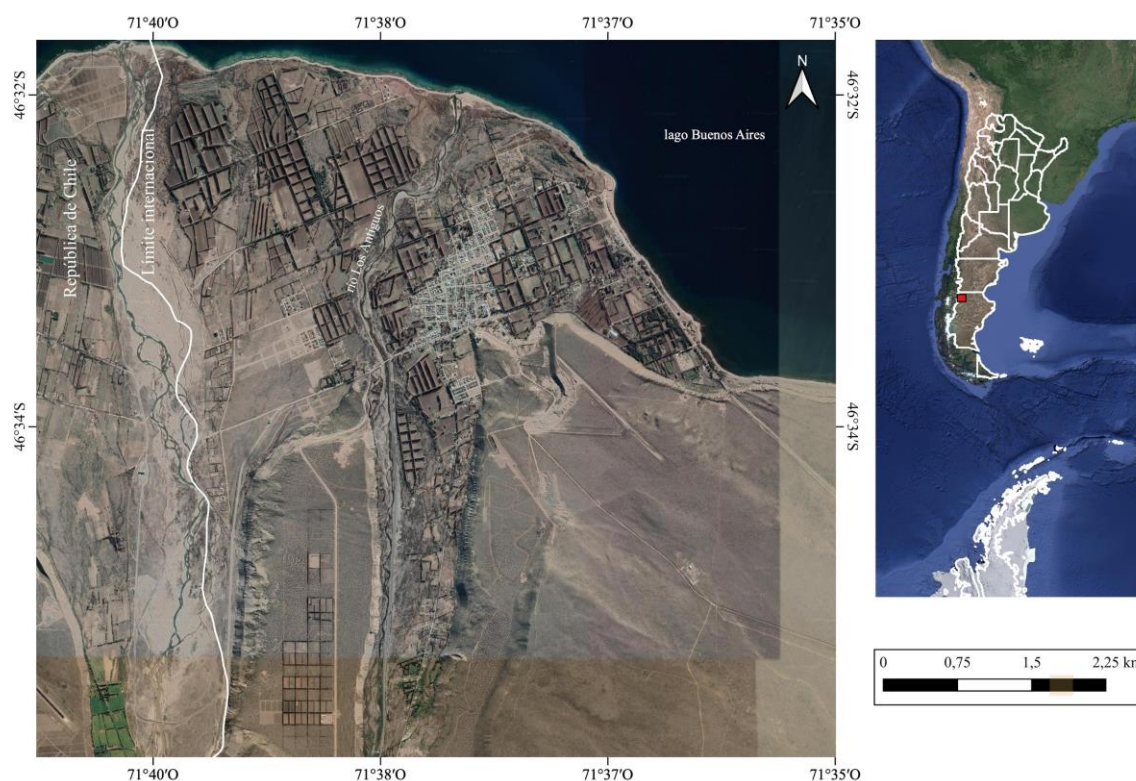 71°40′O 71°38′O 71°37′O 71°35′O
46°32′S 46°32′S
N
lago Buenos Aires
República de Chile
Límite internacional
río Los Antiguos
46°34′S 46°34′S
71°40′O 71°38′O 71°37′O 71°35′O
0 0,75 1,5 2,25 km